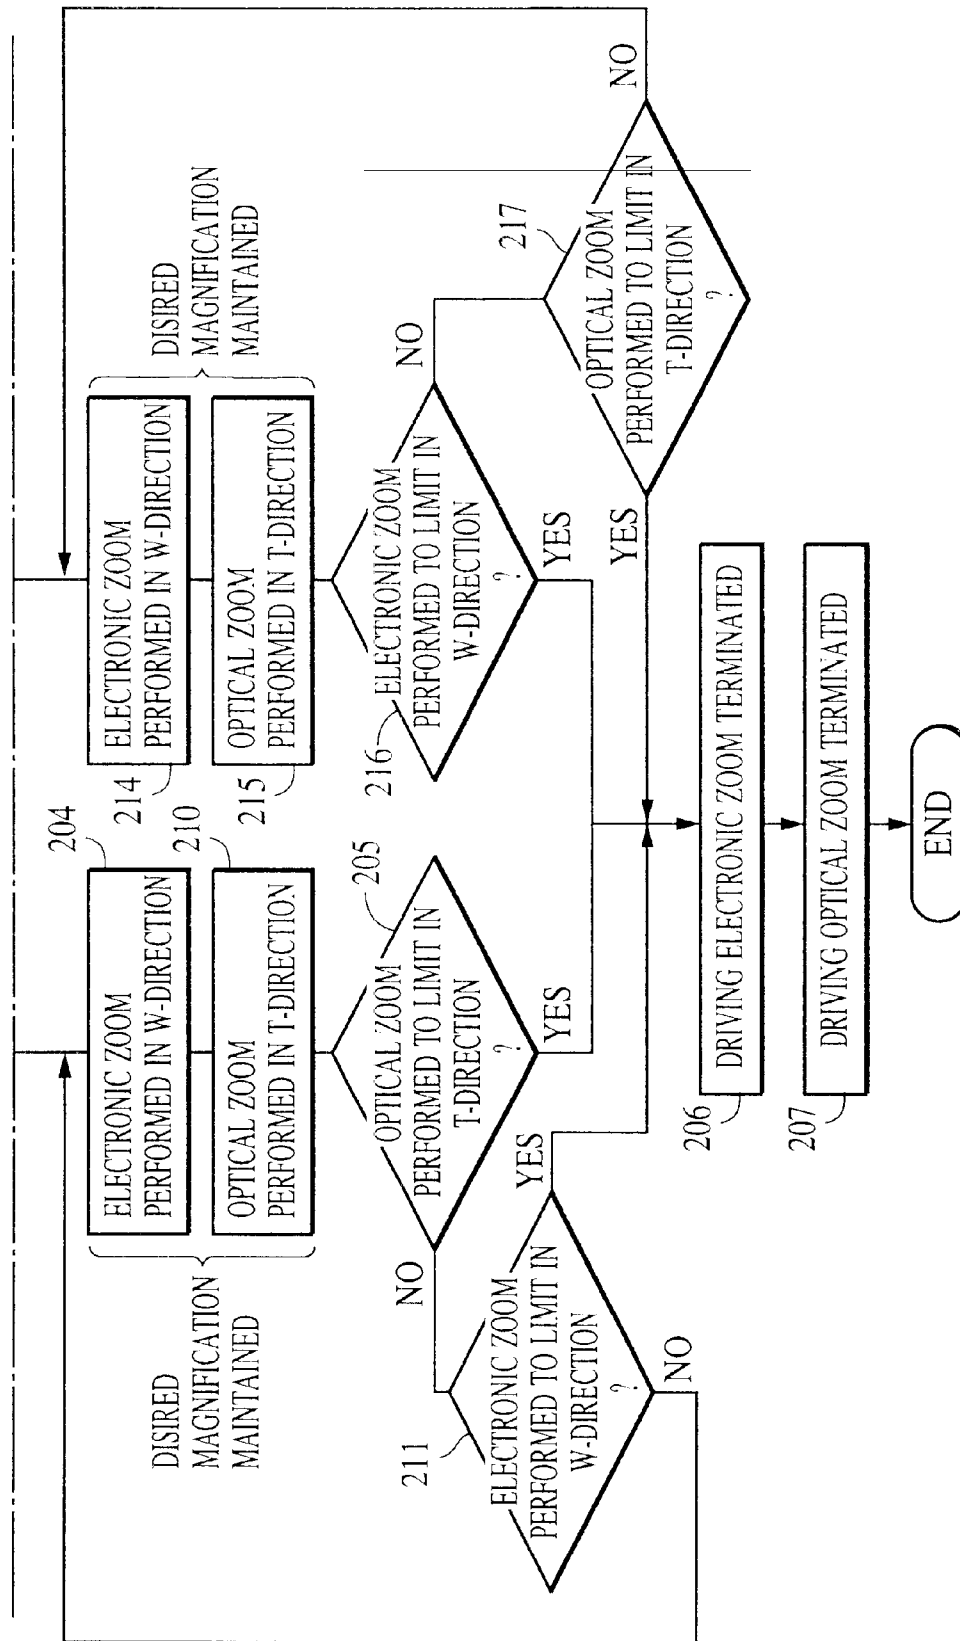 204
ELECTRONIC ZOOM
PERFORMED IN W-DIRECTION
210
OPTICAL ZOOM
PERFORMED IN T-DIRECTION
DISIRED
MAGNIFICATION
MAINTAINED
205
OPTICAL ZOOM
PERFORMED TO LIMIT IN
T-DIRECTION
?
NO
YES
211
ELECTRONIC ZOOM
PERFORMED TO LIMIT IN
W-DIRECTION
?
YES
NO
214
ELECTRONIC ZOOM
PERFORMED IN W-DIRECTION
215
OPTICAL ZOOM
PERFORMED IN T-DIRECTION
DISIRED
MAGNIFICATION
MAINTAINED
216
ELECTRONIC ZOOM
PERFORMED TO LIMIT IN
W-DIRECTION
?
NO
YES
217
OPTICAL ZOOM
PERFORMED TO LIMIT IN
T-DIRECTION
?
YES
NO
206
DRIVING ELECTRONIC ZOOM TERMINATED
207
DRIVING OPTICAL ZOOM TERMINATED
END